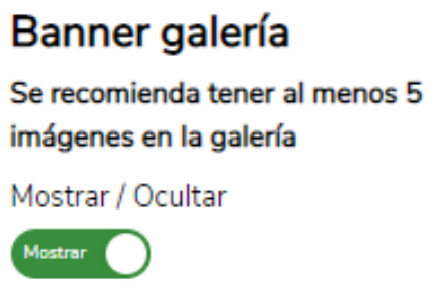 Banner galería
Se recomienda tener al menos 5
imágenes en la galería
Mostrar / Ocultar
Mostrar